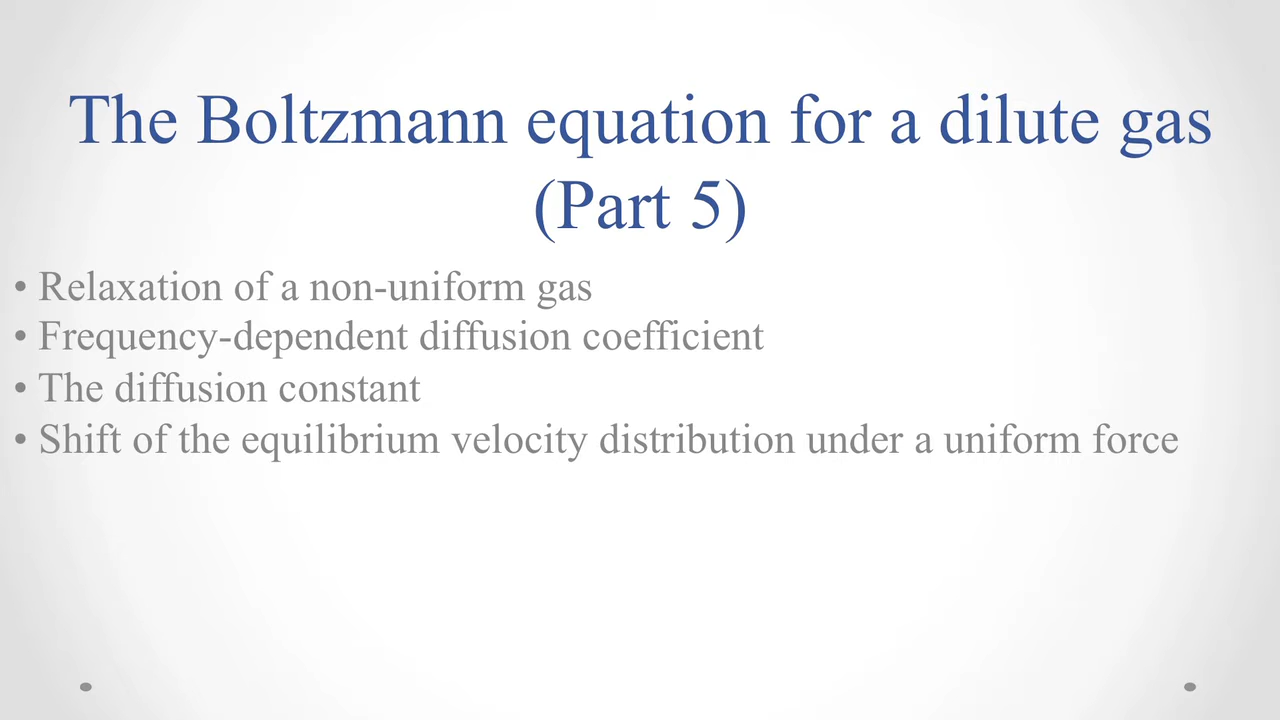 The Boltzmann equation for a dilute gas
(Part 5)
• Relaxation of a non-uniform gas
• Frequency-dependent diffusion coefficient
• The diffusion constant
• Shift of the equilibrium velocity distribution under a uniform force